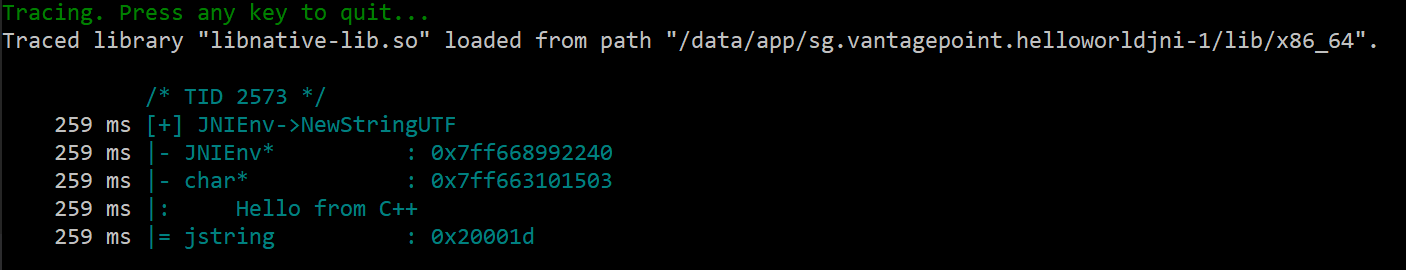 Tracing. Press any key to quit...
Traced library "libnative-lib.so" loaded from path "/data/app/sg.vantagepoint.helloworldjni-1/lib/x86_64".
/* TID 2573 */
259 ms [+] JNIEnv->NewStringUTF
259 ms |- JNIEnv* : 0x7ff668992240
259 ms |- char* : 0x7ff663101503
259 ms |: Hello from C++
259 ms |= jstring : 0x20001d